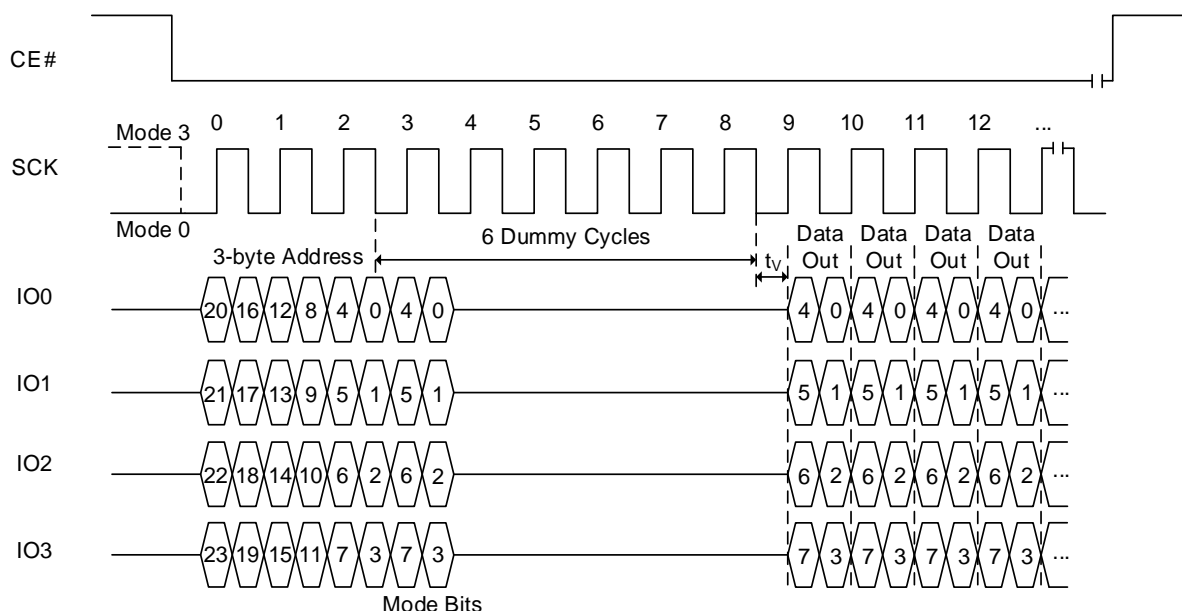 CE#
Mode 3 0 1 2 3 4 5 6 7 8 9 10 11 12 ...
SCK
Mode 0
6 Dummy Cycles
3-byte Address
tV
Data Out Data Out Data Out Data Out
IO0 20 16 12 8 4 0 4 0 4 0 4 0 4 0 4 0 ...
IO1 21 17 13 9 5 1 5 1 5 1 5 1 5 1 5 1 ...
IO2 22 18 14 10 6 2 6 2 6 2 6 2 6 2 6 2 ...
IO3 23 19 15 11 7 3 7 3 7 3 7 3 7 3 7 3 ...
Mode Bits